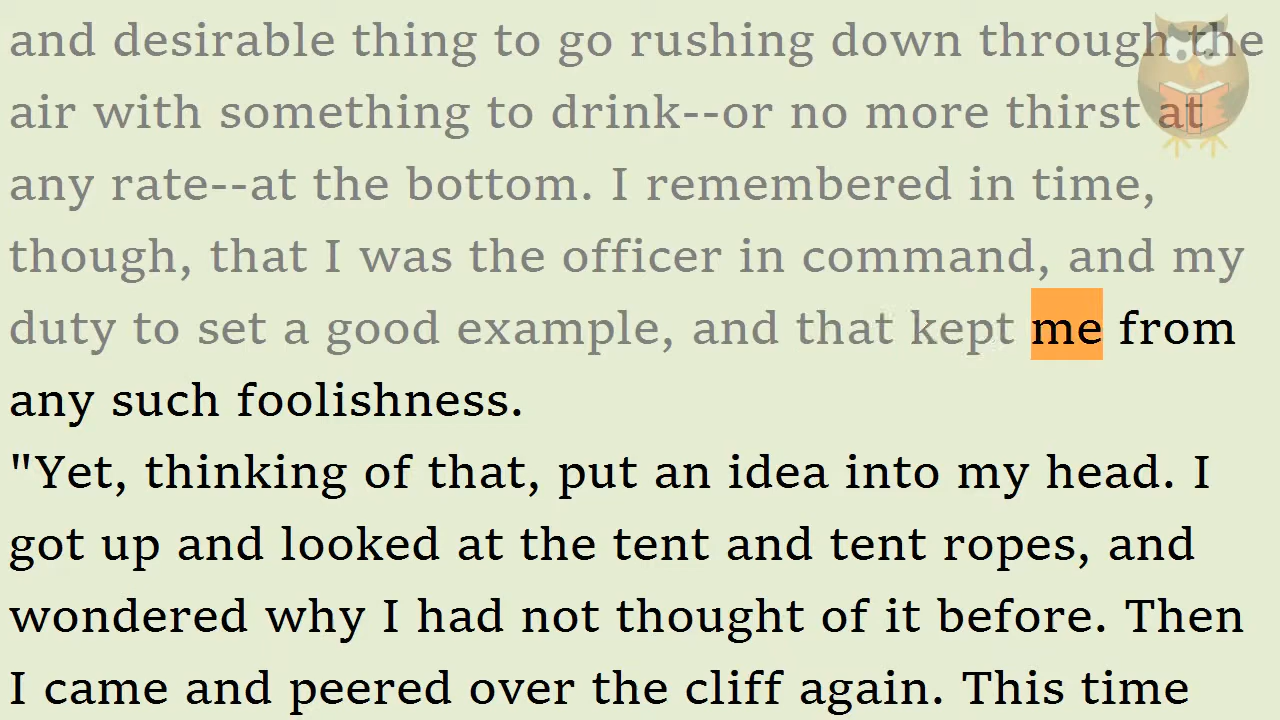 and desirable thing to go rushing down through the
air with something to drink--or no more thirst at
any rate--at the bottom. I remembered in time,
though, that I was the officer in command, and my
duty to set a good example, and that kept me from
any such foolishness.
"Yet, thinking of that, put an idea into my head. I
got up and looked at the tent and tent ropes, and
wondered why I had not thought of it before. Then
I came and peered over the cliff again. This time